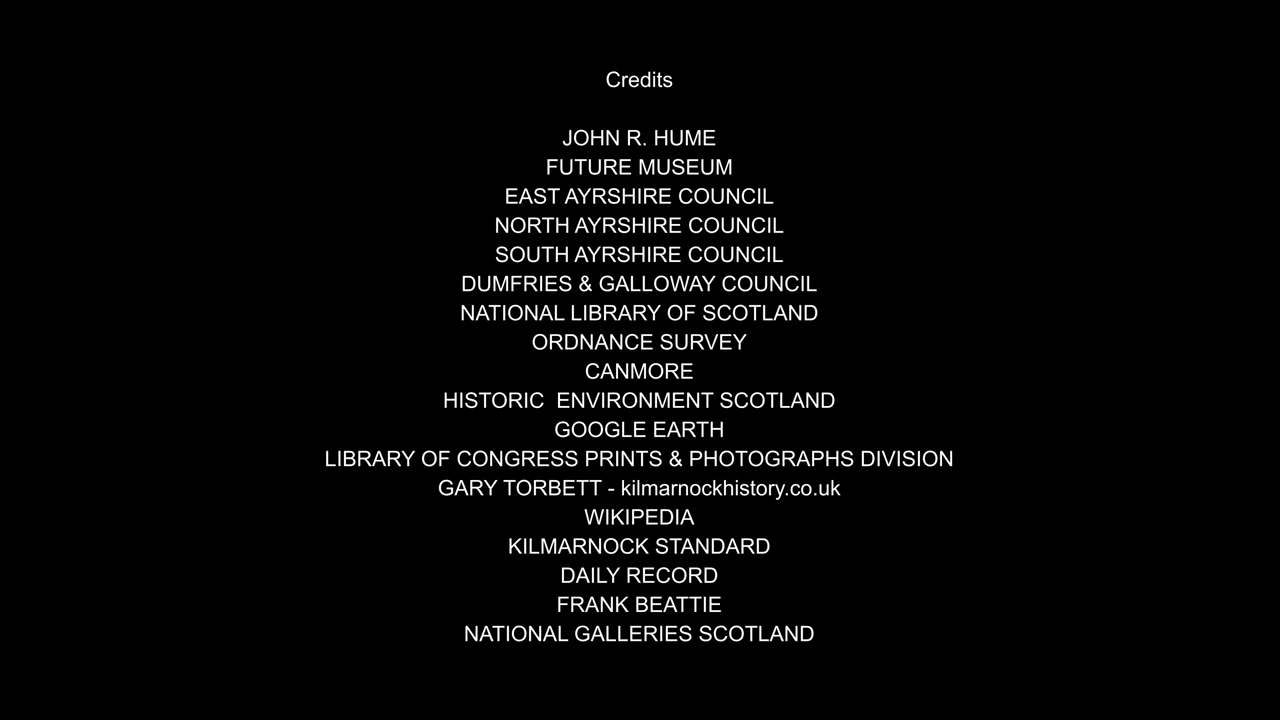 Credits
JOHN R. HUME
FUTURE MUSEUM
EAST AYRSHIRE COUNCIL
NORTH AYRSHIRE COUNCIL
SOUTH AYRSHIRE COUNCIL
DUMFRIES & GALLOWAY COUNCIL
NATIONAL LIBRARY OF SCOTLAND
ORDNANCE SURVEY
CANMORE
HISTORIC  ENVIRONMENT SCOTLAND
GOOGLE EARTH
LIBRARY OF CONGRESS PRINTS & PHOTOGRAPHS DIVISION
GARY TORBETT - kilmarnockhistory.co.uk
WIKIPEDIA
KILMARNOCK STANDARD
DAILY RECORD
FRANK BEATTIE
NATIONAL GALLERIES SCOTLAND